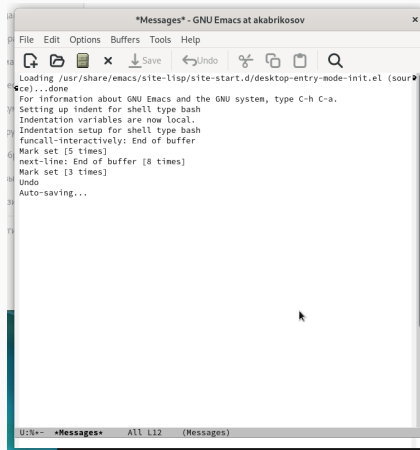 *Messages* - GNU Emacs at akabrikosov
File Edit Options Buffers Tools Help
Save Undo
Loading /usr/share/emacs/site-lisp/site-start.d/desktop-entry-mode-init.el (sour
ce)...done
For information about GNU Emacs and the GNU system, type C-h C-a.
Setting up indent for shell type bash
Indentation variables are now local.
Indentation setup for shell type bash
funcall-interactively: End of buffer
Mark set [5 times]
next-line: End of buffer [8 times]
Mark set [3 times]
Undo
Auto-saving...
U:%*- *Messages* All L12 (Messages)